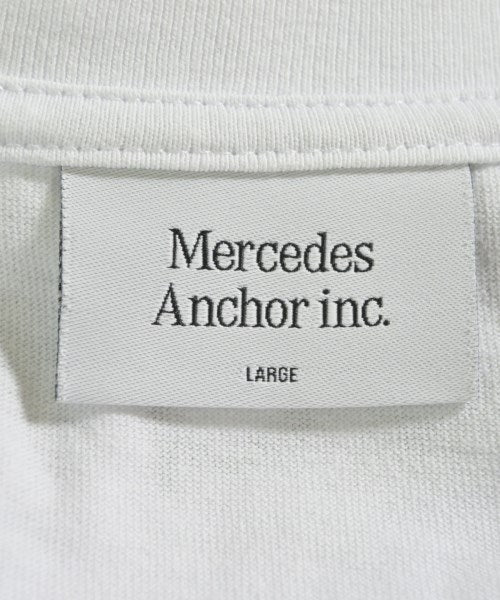 Mercedes
Anchor inc.
LARGE